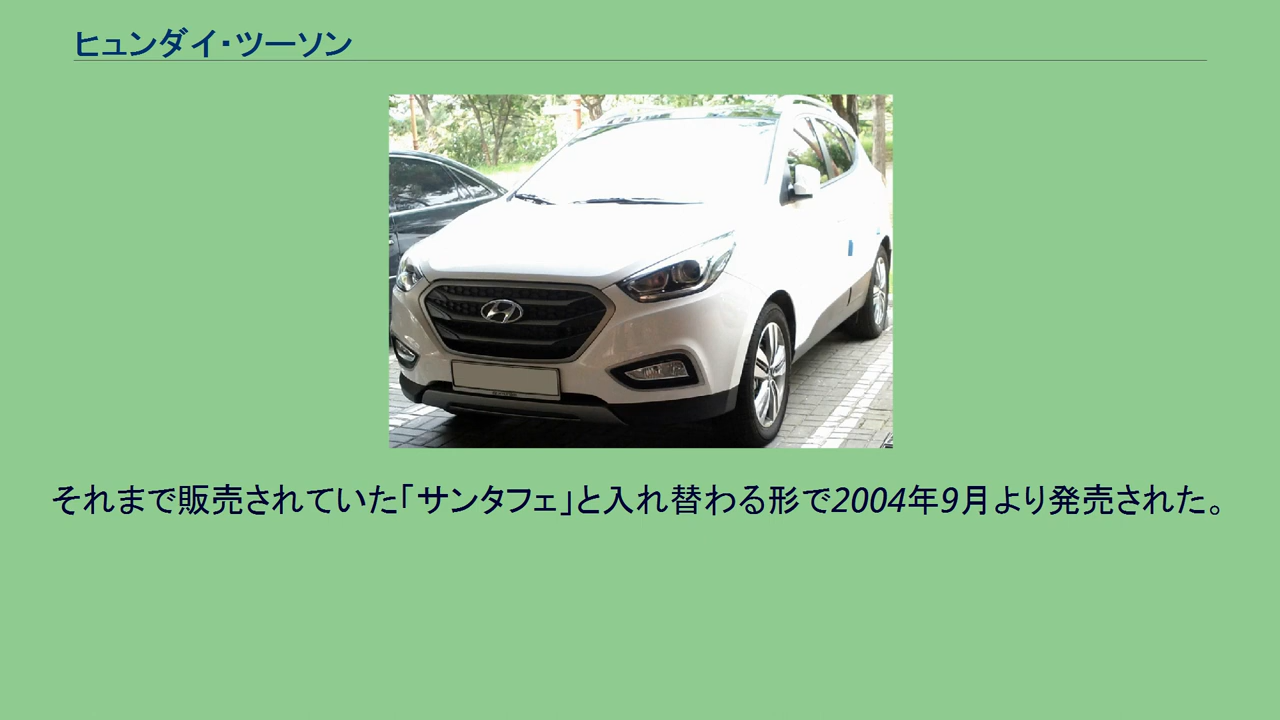 ヒュンダイ・ツーソン
それまで販売されていた「サンタフェ」と入れ替わる形で2004年9月より発売された。